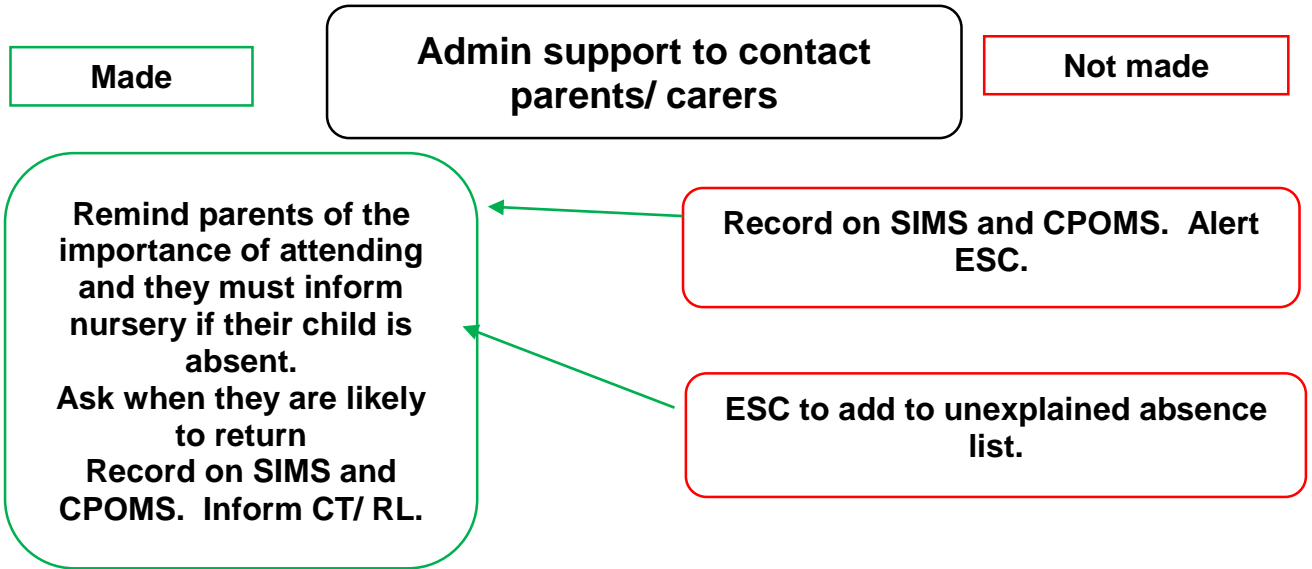 Made
Admin support to contact
parents/ carers
Not made
Remind parents of the
importance of attending
and they must inform
nursery if their child is
absent.
Ask when they are likely
to return
Record on SIMS and
CPOMS.  Inform CT/ RL.
Record on SIMS and CPOMS.  Alert
ESC.
ESC to add to unexplained absence
list.